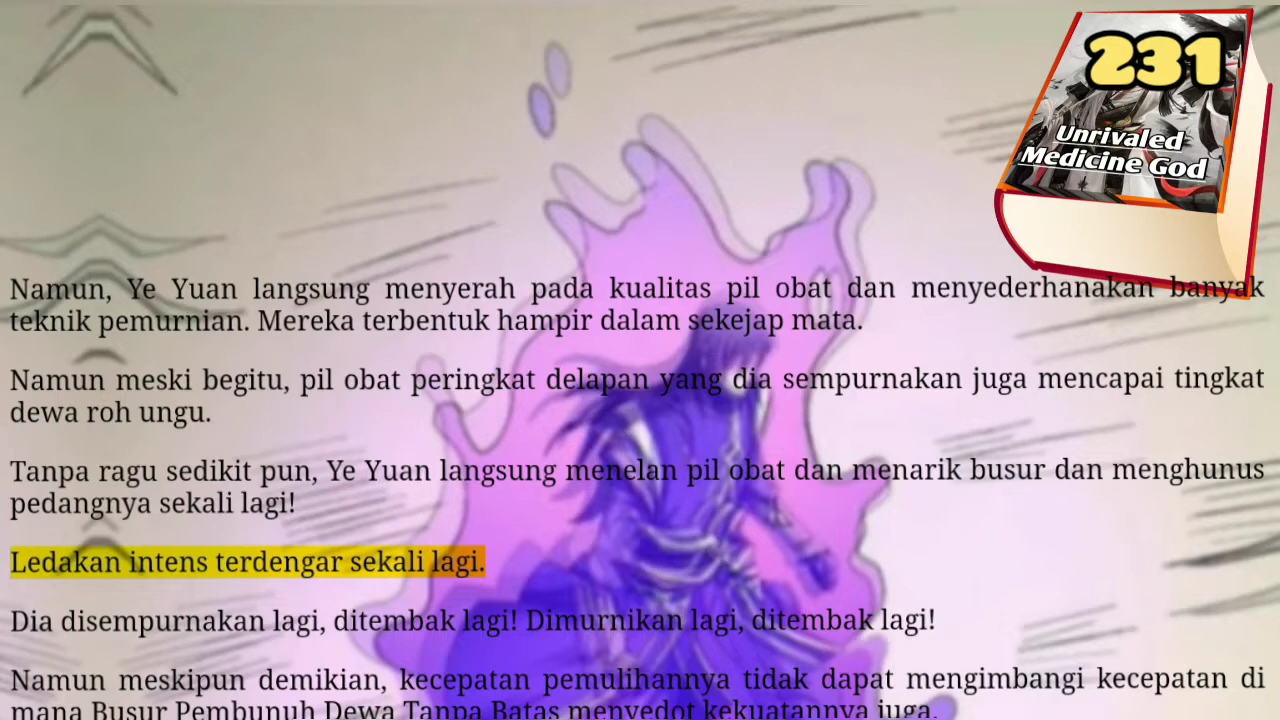 231
Unrivaled
Medicine God
Namun, Ye Yuan langsung menyerah pada kualitas pil obat dan menyederhanakan banyak
teknik pemurnian. Mereka terbentuk hampir dalam sekejap mata.
Namun meski begitu, pil obat peringkat delapan yang dia sempurnakan juga mencapai tingkat
dewa roh ungu.
Tanpa ragu sedikit pun, Ye Yuan langsung menelan pil obat dan menarik busur dan menghunus
pedangnya sekali lagi!
Ledakan intens terdengar sekali lagi.
Dia disempurnakan lagi, ditembak lagi! Dimurnikan lagi, ditembak lagi!
Namun meskipun demikian, kecepatan pemulihannya tidak dapat mengimbangi kecepatan di
mana Busur Pembunuh Dewa Tanpa Batas menyedot kekuatannya juga.